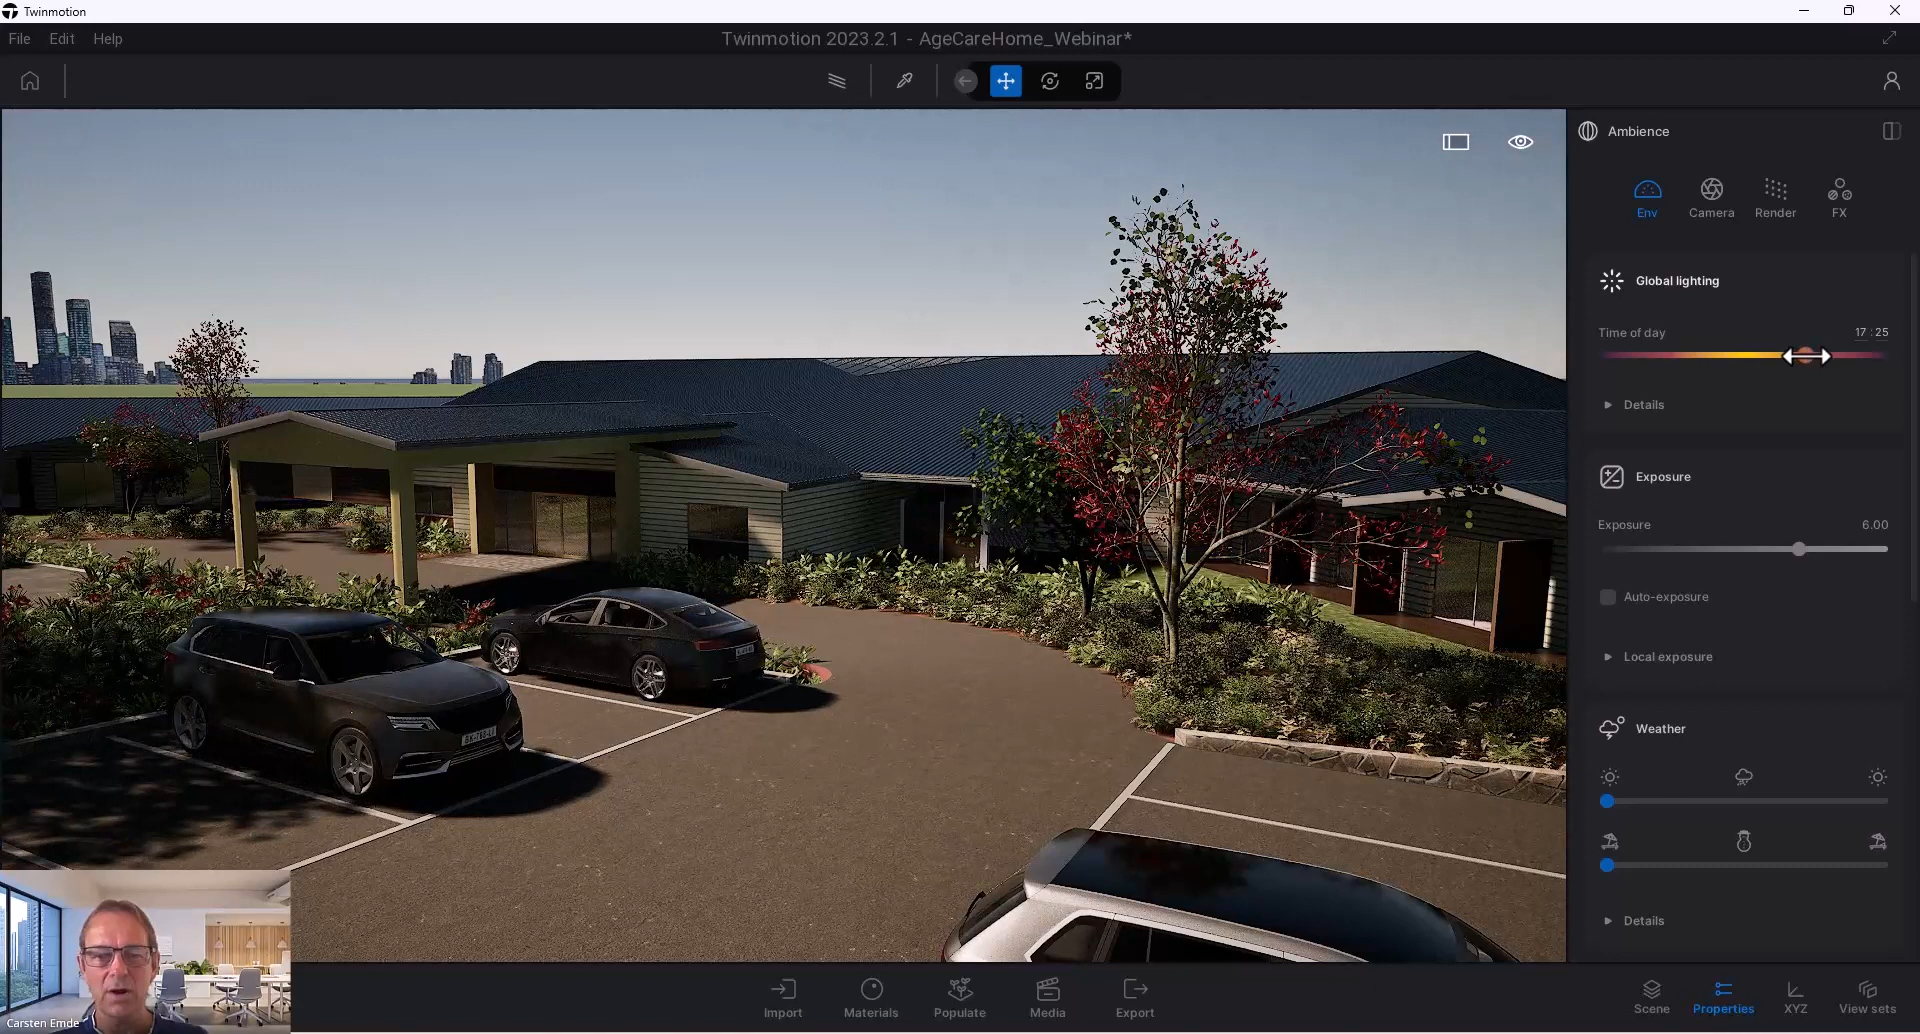 Twinmotion
File Edit Help
Twinmotion 2023.2.1 - AgeCareHome_Webinar*
Ambience
Env Camera Render FX
Global lighting
Time of day 17 : 25
Details
Exposure
Exposure 6.00
Auto-exposure
Local exposure
Weather
Details
Import Materials Populate Media Export
Scene Properties XYZ View sets
Carsten Emde